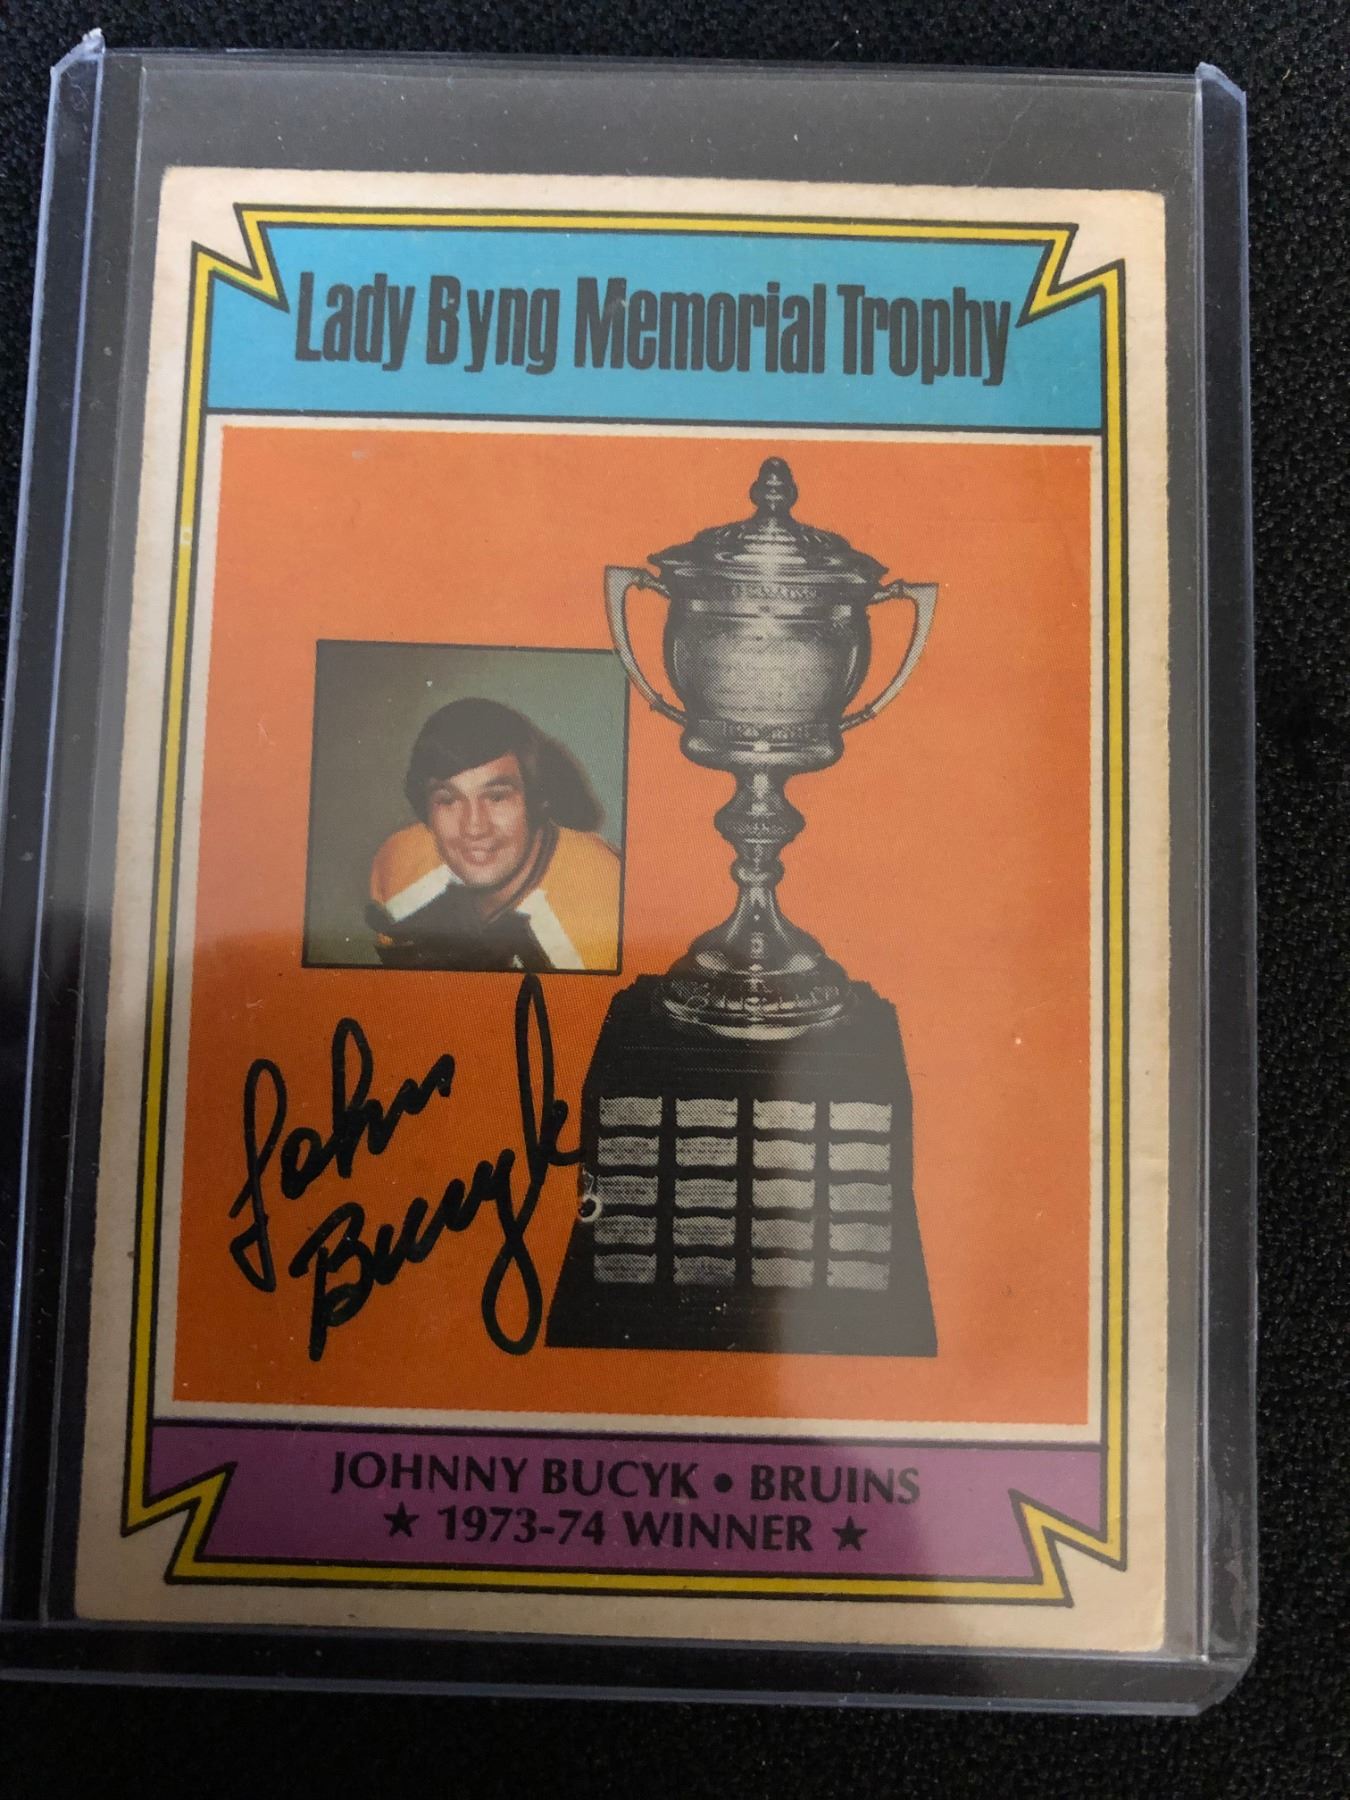 Lady Byng Memorial Trophy
John
Bucyk
JOHNNY BUCYK • BRUINS
★ 1973-74 WINNER ★